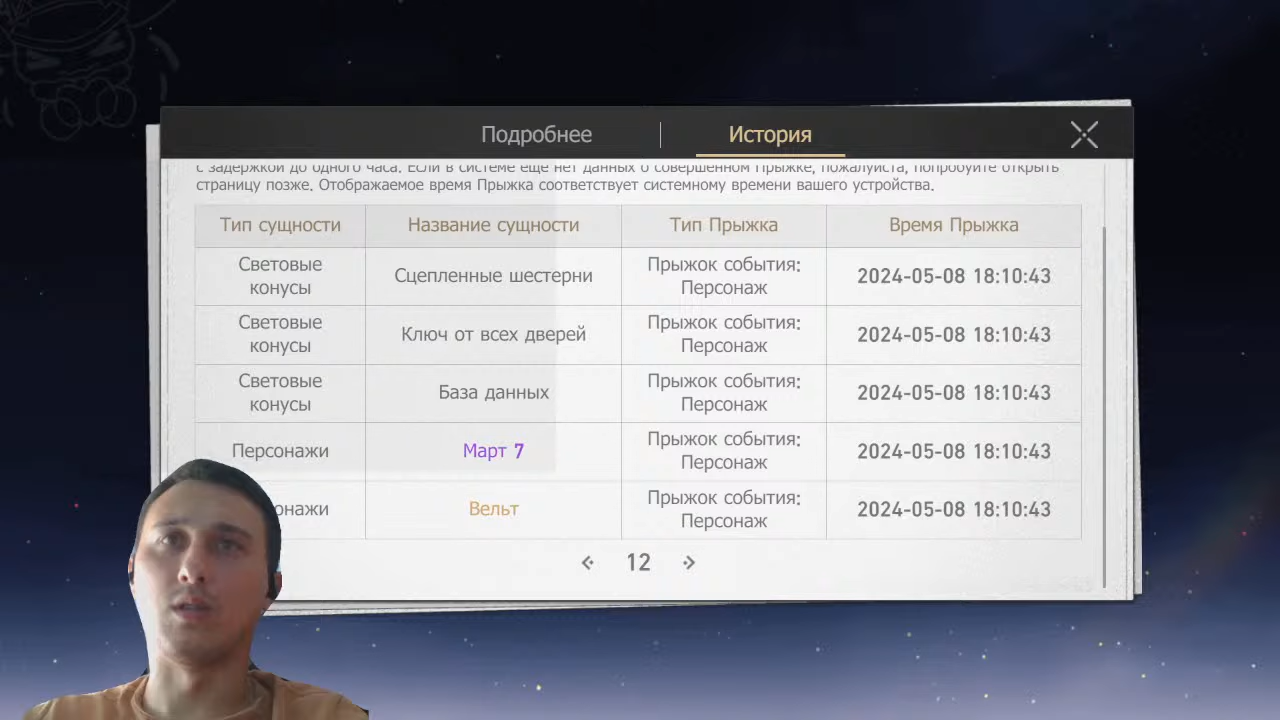 Подробнее
История
с задержкой до одного часа. Если в системе ещё нет данных о совершённом Прыжке, пожалуйста, попробуйте открыть
страницу позже. Отображаемое время Прыжка соответствует системному времени вашего устройства.
Тип сущности
Название сущности
Тип Прыжка
Время Прыжка
Световые
конусы
Сцепленные шестерни
Прыжок события:
Персонаж
2024-05-08 18:10:43
Световые
конусы
Ключ от всех дверей
Прыжок события:
Персонаж
2024-05-08 18:10:43
Световые
конусы
База данных
Прыжок события:
Персонаж
2024-05-08 18:10:43
Персонажи
Март 7
Прыжок события:
Персонаж
2024-05-08 18:10:43
онажи
Вельт
Прыжок события:
Персонаж
2024-05-08 18:10:43
12